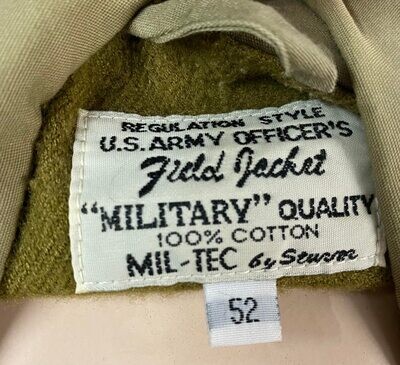 REGULATION STYLE
U.S. ARMY OFFICER'S
Field Jacket
"MILITARY" QUALITY
100% COTTON
MIL-TEC by Sturm
52